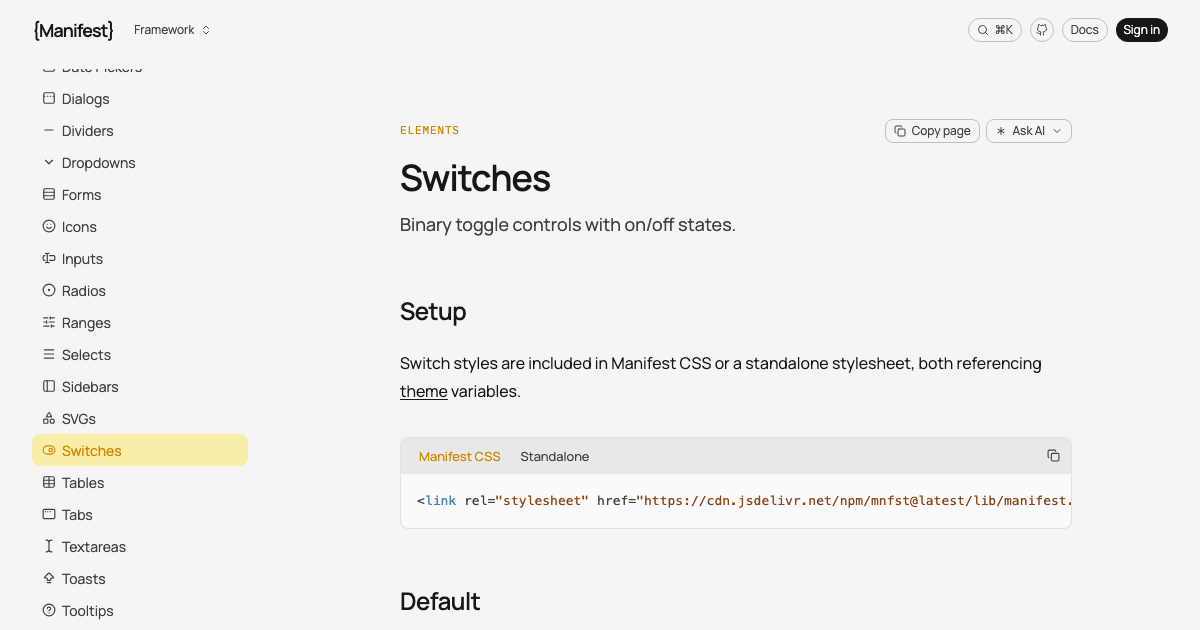 {Manifest}
Framework
⌘K
Docs
Sign in
Date Pickers
Dialogs
Dividers
Dropdowns
Forms
Icons
Inputs
Radios
Ranges
Selects
Sidebars
SVGs
Switches
Tables
Tabs
Textareas
Toasts
Tooltips
ELEMENTS
Copy page
Ask AI
Switches
Binary toggle controls with on/off states.
Setup
Switch styles are included in Manifest CSS or a standalone stylesheet, both referencing
theme variables.
Manifest CSS
Standalone
<link rel="stylesheet" href="https://cdn.jsdelivr.net/npm/mnfst@latest/lib/manifest.
Default